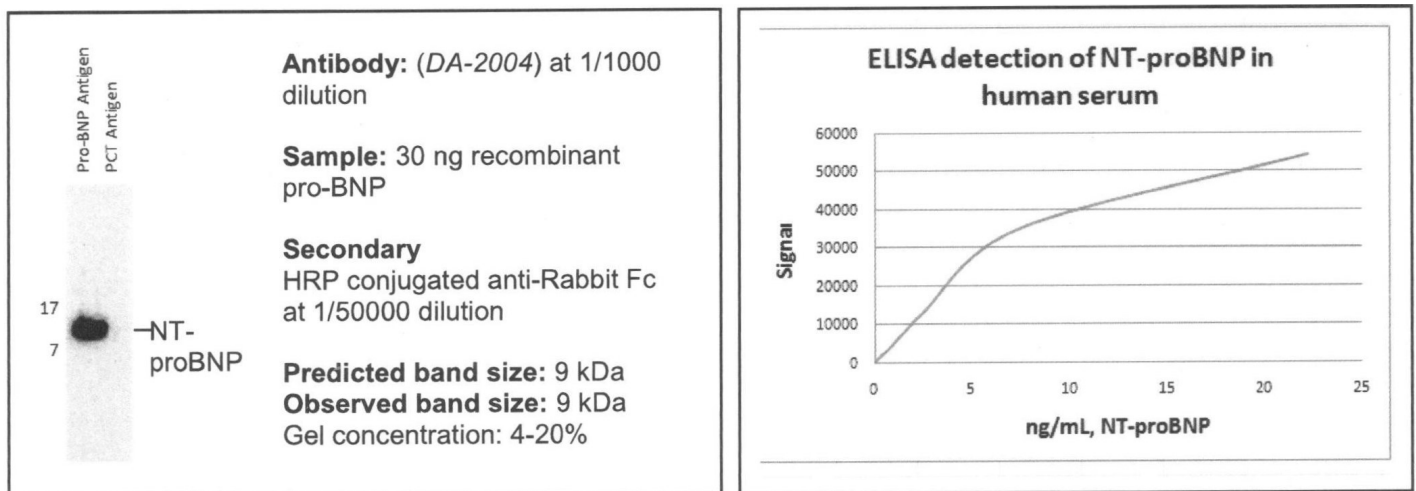 Pro-BNP Antigen
PCT Antigen
17
7
NT-
proBNP
Antibody: (DA-2004) at 1/1000
dilution
Sample: 30 ng recombinant
pro-BNP
Secondary
HRP conjugated anti-Rabbit Fc
at 1/50000 dilution
Predicted band size: 9 kDa
Observed band size: 9 kDa
Gel concentration: 4-20%
ELISA detection of NT-proBNP in
human serum
60000
50000
40000
30000
20000
10000
0
Signal
0 5 10 15 20 25
ng/mL, NT-proBNP